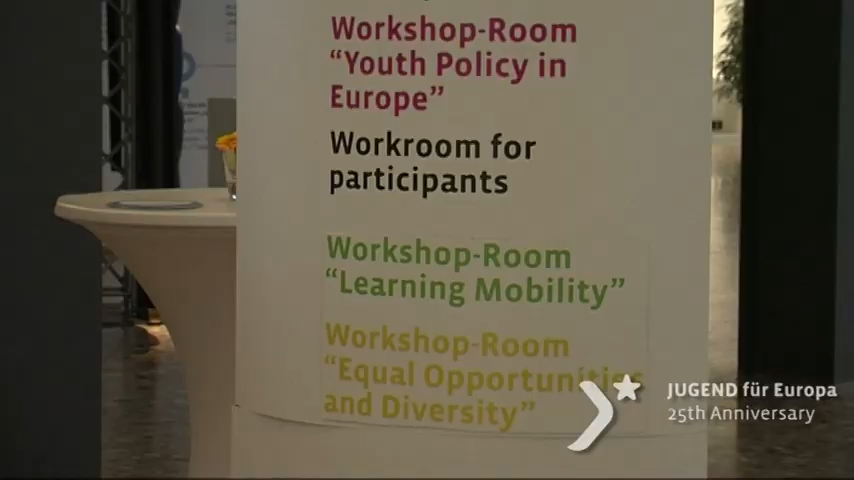 Workshop-Room
“Youth Policy in
Europe”
Workroom for
participants
Workshop-Room
“Learning Mobility”
Workshop-Room
“Equal Opportunities
and Diversity”
JUGEND für Europa
25th Anniversary